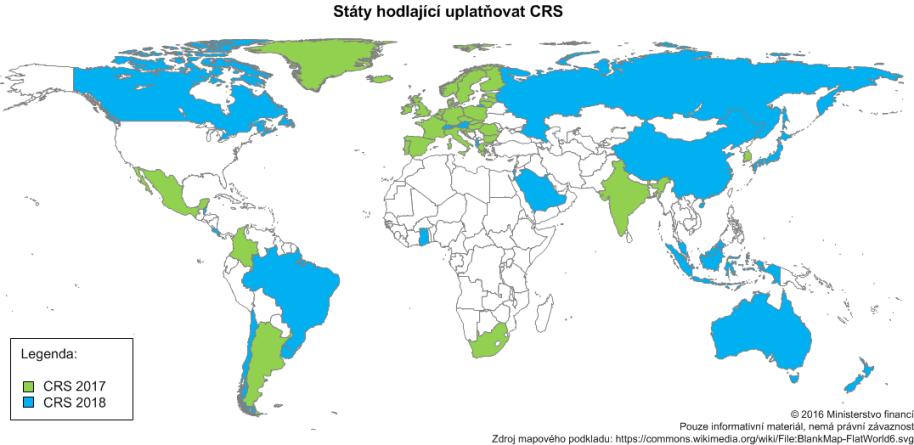 Státy hodlající uplatňovat CRS
Legenda:
CRS 2017
CRS 2018
© 2016 Ministerstvo financí
Pouze informativní materiál, nemá právní závaznost
Zdroj mapového podkladu: https://commons.wikimedia.org/wiki/File:BlankMap-FlatWorld6.svg